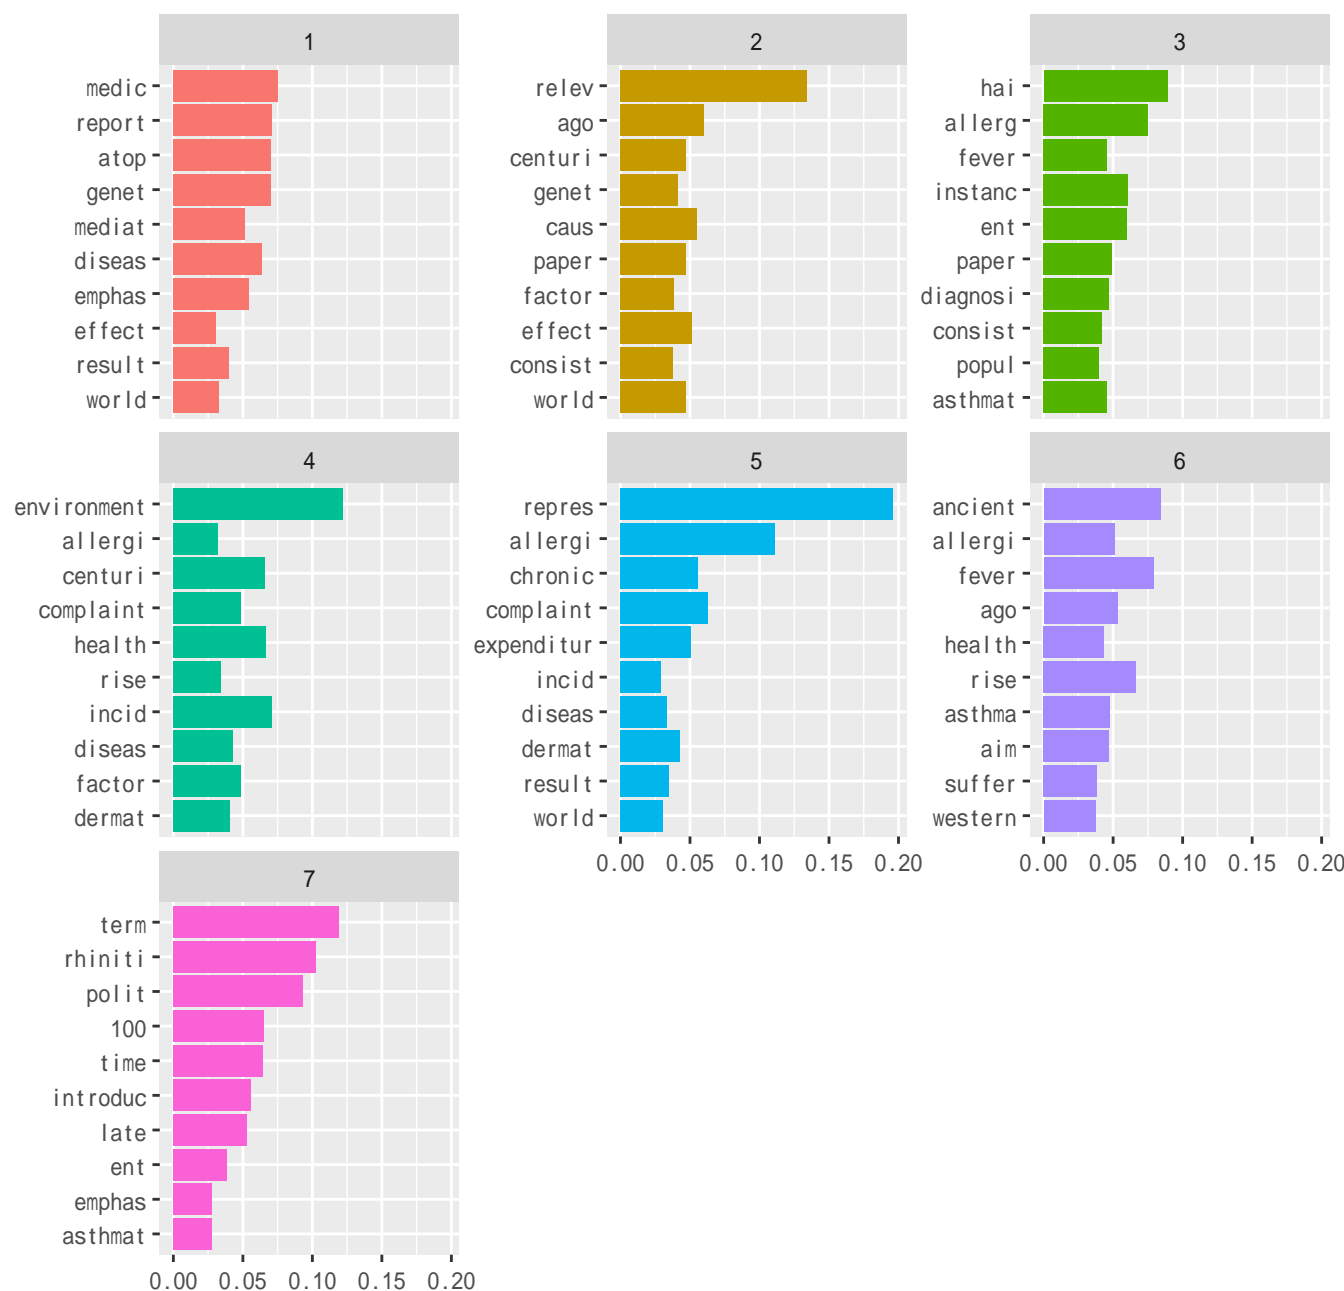 1
medic
report
atop
genet
mediat
diseas
emphas
effect
result
world
2
relev
ago
centuri
genet
caus
paper
factor
effect
consist
world
3
hai
allerg
fever
instanc
ent
paper
diagnosi
consist
popul
asthmat
4
environment
allergi
centuri
complaint
health
rise
incid
diseas
factor
dermat
5
repres
allergi
chronic
complaint
expenditur
incid
diseas
dermat
result
world
0.00 0.05 0.10 0.15 0.20
6
ancient
allergi
fever
ago
health
rise
asthma
aim
suffer
western
0.00 0.05 0.10 0.15 0.20
7
term
rhiniti
polit
100
time
introduc
late
ent
emphas
asthmat
0.00 0.05 0.10 0.15 0.20